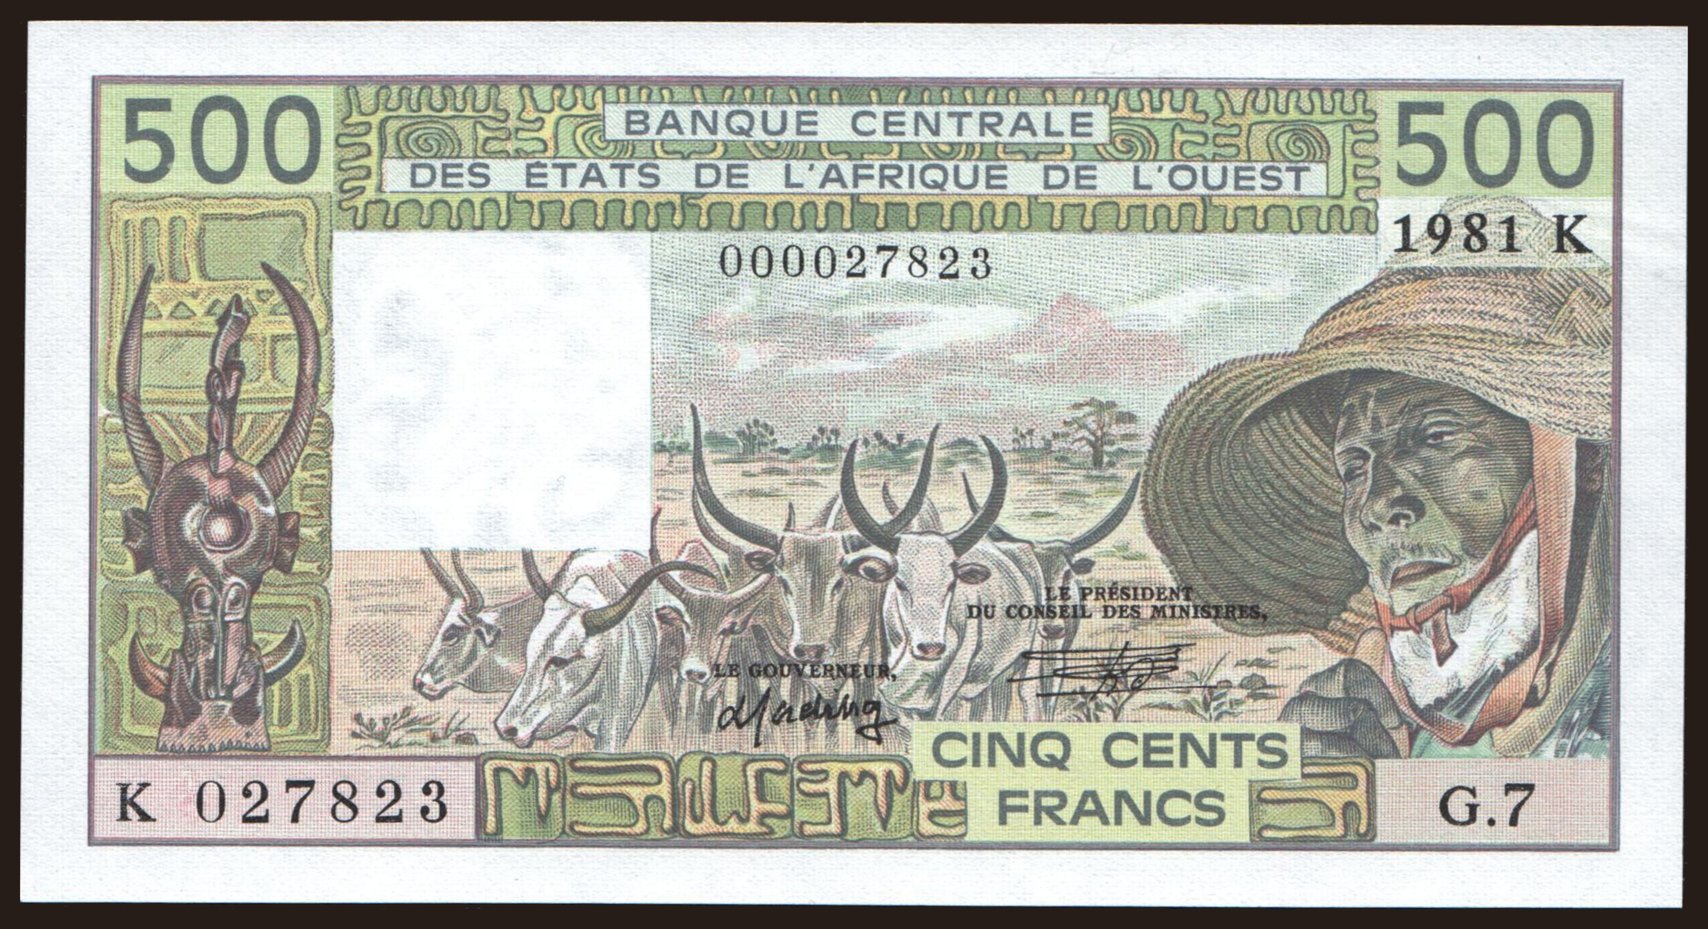 500
BANQUE CENTRALE
DES ÉTATS DE L'AFRIQUE DE L'OUEST
500
1981 K
000027823
LE PRÉSIDENT
DU CONSEIL DES MINISTRES,
LE GOUVERNEUR,
CINQ CENTS
FRANCS
K 027823
G.7